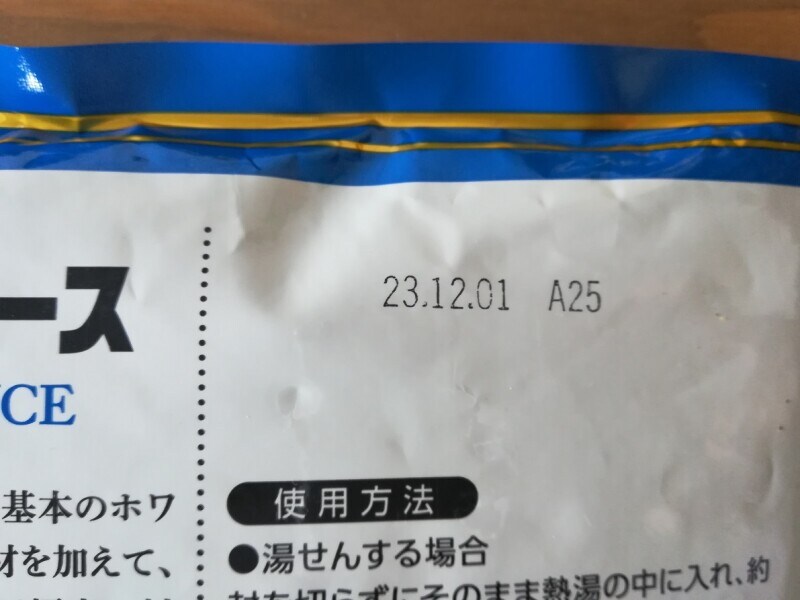 ース
CE
23.12.01 A25
基本のホワ
材を加えて、
使用方法
●湯せんする場合
封を切らずにそのまま熱湯の中に入れ、約